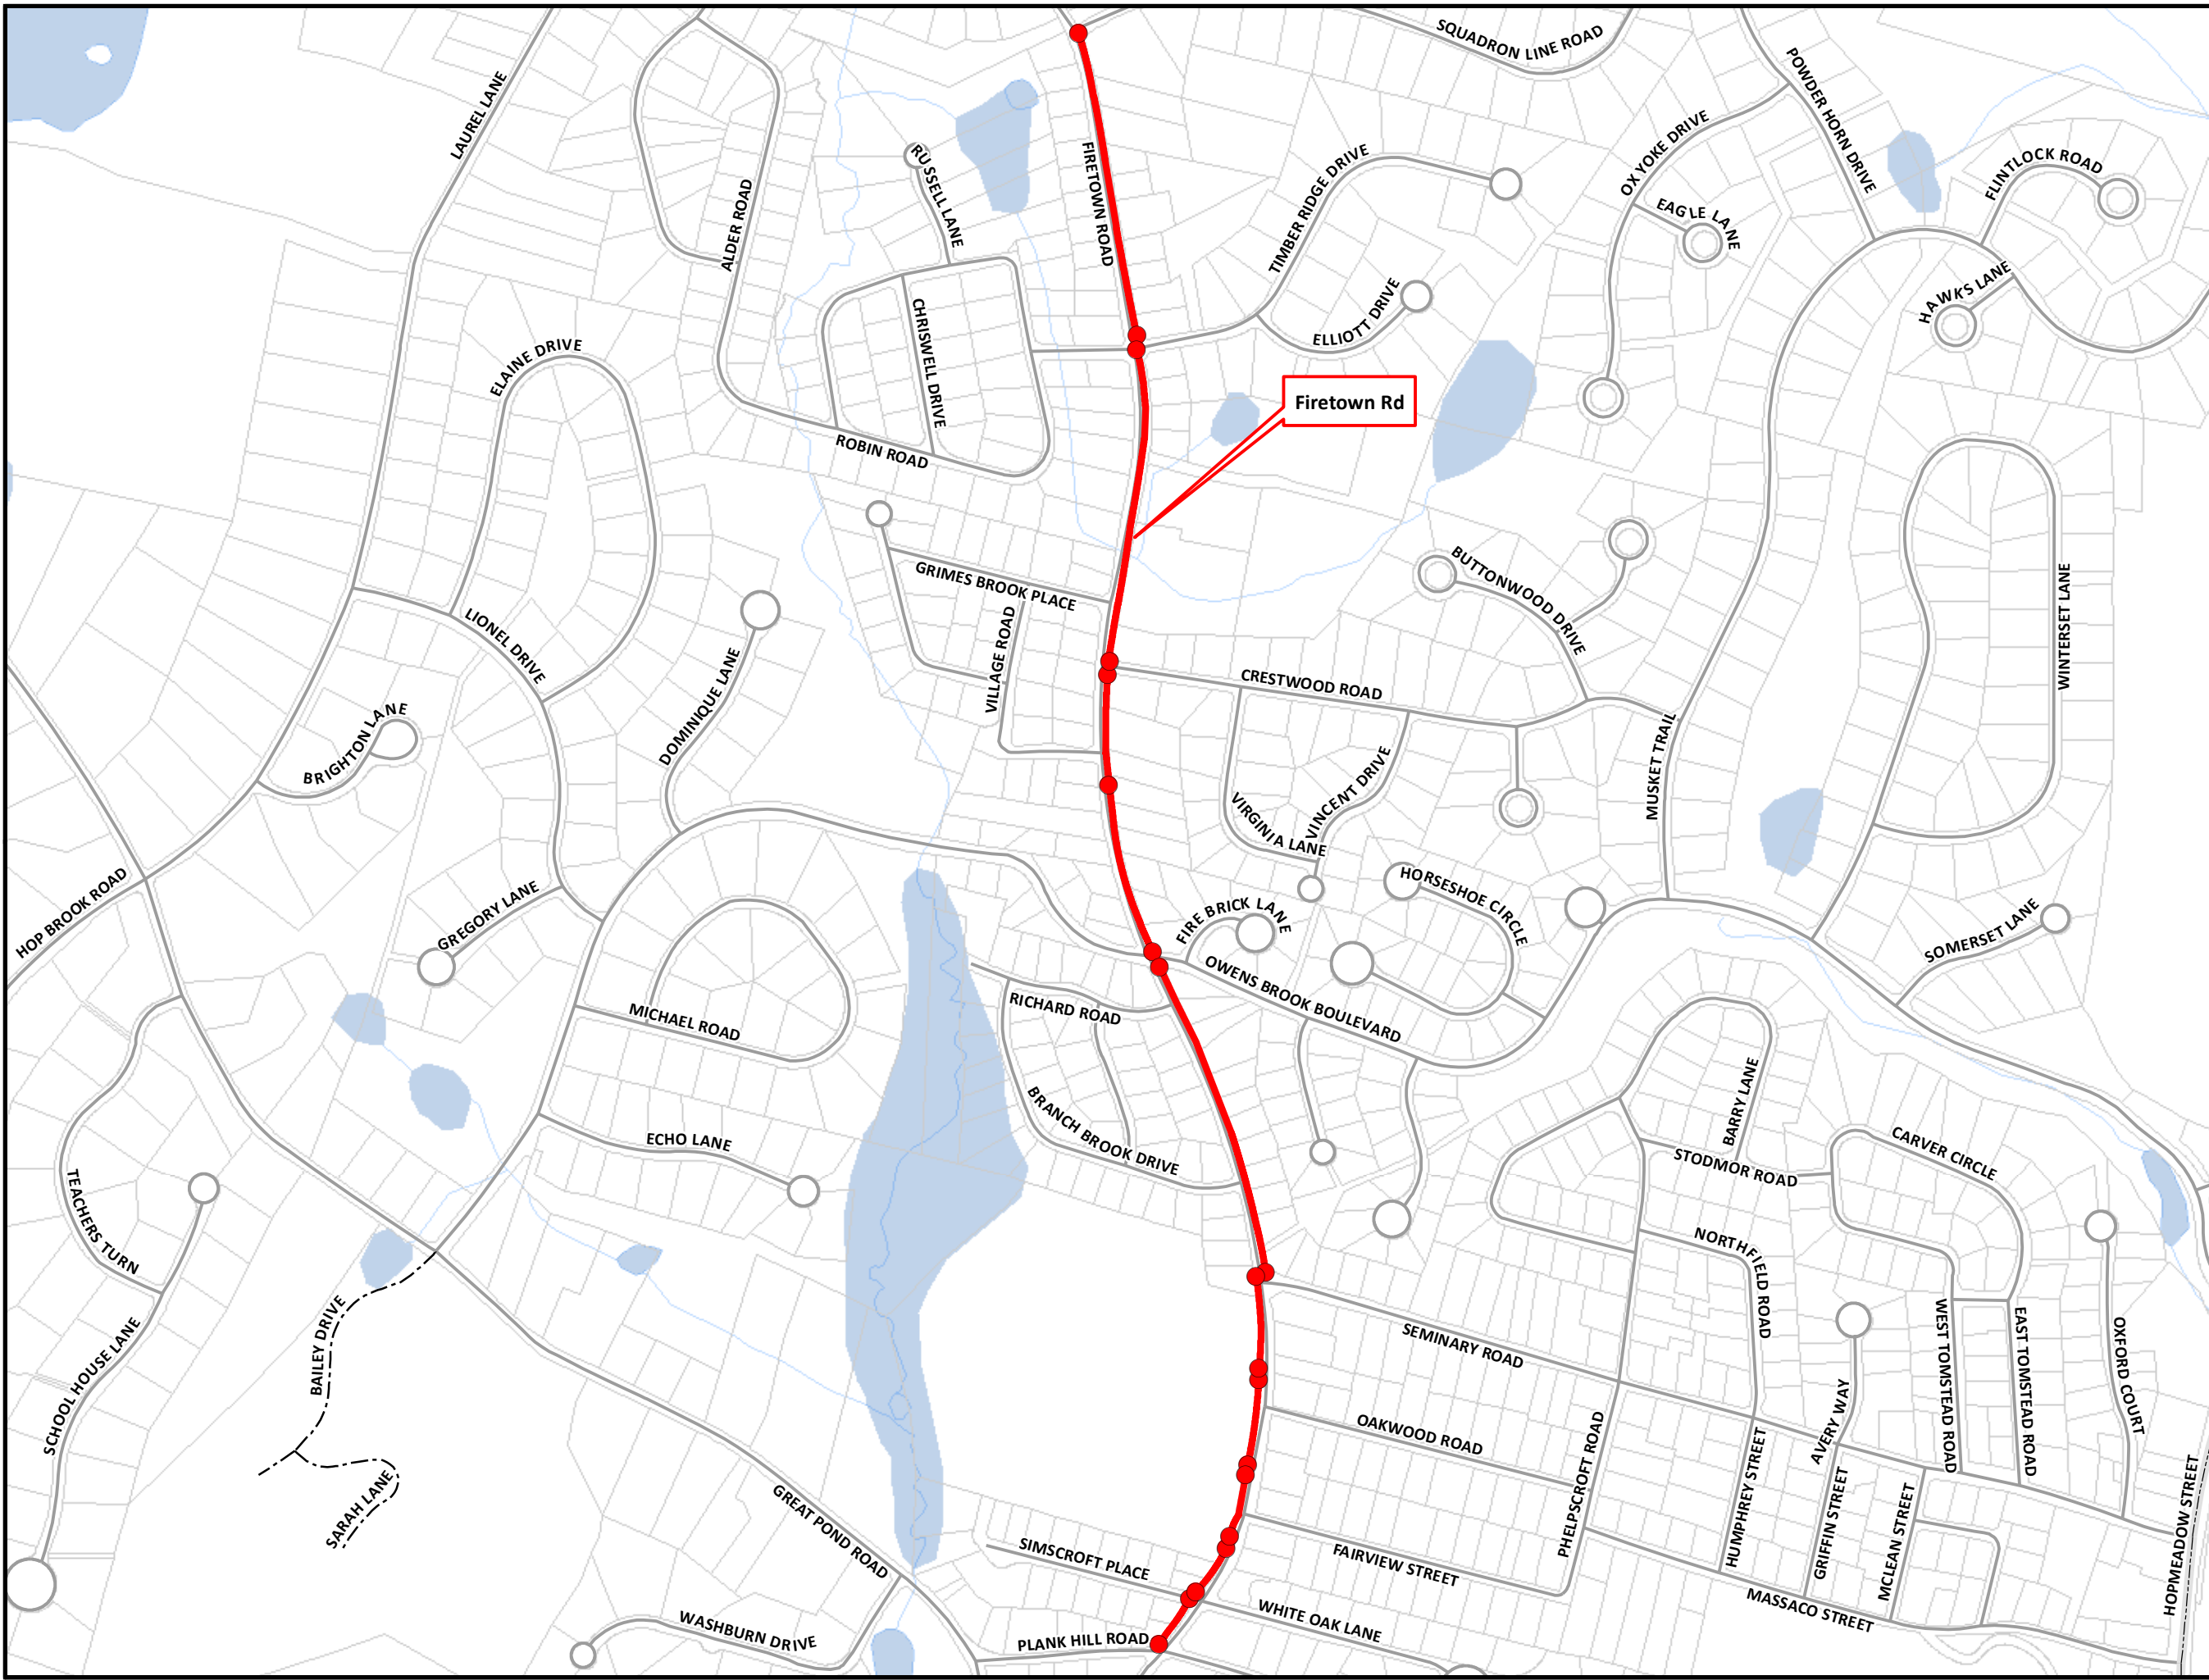 SQUADRON LINE ROAD
POWDER HORN DRIVE
LAUREL LANE
FIRETOWN ROAD
RUSSELL LANE
ALDER ROAD
TIMBER RIDGE DRIVE
OX YOKE DRIVE
EAGLE LANE
FLINTLOCK ROAD
HAWKS LANE
ELLIOTT DRIVE
CHRISWELL DRIVE
ELAINE DRIVE
Firetown Rd
ROBIN ROAD
GRIMES BROOK PLACE
VILLAGE ROAD
BUTTONWOOD DRIVE
WINTERSET LANE
LIONEL DRIVE
DOMINIQUE LANE
CRESTWOOD ROAD
BRIGHTON LANE
MUSKET TRAIL
VINCENT DRIVE
VIRGINIA LANE
HORSESHOE CIRCLE
HOP BROOK ROAD
GREGORY LANE
FIRE BRICK LANE
SOMERSET LANE
OWENS BROOK BOULEVARD
RICHARD ROAD
MICHAEL ROAD
BRANCH BROOK DRIVE
BARRY LANE
ECHO LANE
STODMOR ROAD
CARVER CIRCLE
TEACHERS TURN
NORTHFIELD ROAD
BAILEY DRIVE
SCHOOL HOUSE LANE
SEMINARY ROAD
WEST TOMSTEAD ROAD
EAST TOMSTEAD ROAD
OXFORD COURT
AVERY WAY
OAKWOOD ROAD
PHELPSCROFT ROAD
HUMPHREY STREET
GRIFFIN STREET
MCLEAN STREET
HOPMEADOW STREET
SARAH LANE
GREAT POND ROAD
SIMSCROFT PLACE
FAIRVIEW STREET
MASSACO STREET
WHITE OAK LANE
WASHBURN DRIVE
PLANK HILL ROAD